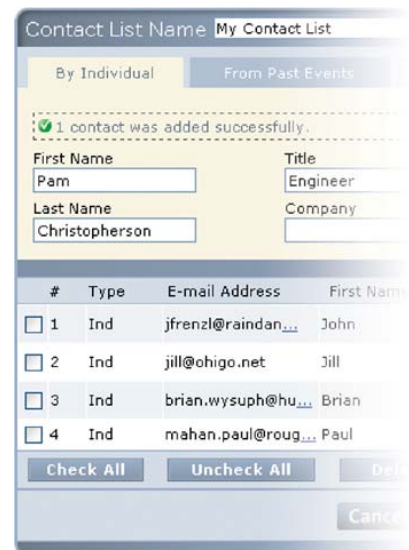 Contact List Name My Contact List
By Individual From Past Events
1 contact was added successfully.
First Name Title
Pam Engineer
Last Name Company
Christopherson
# Type E-mail Address First Name
1 Ind jfrenzl@raindan... John
2 Ind jill@ohigo.net Jill
3 Ind brian.wysuph@hu... Brian
4 Ind mahan.paul@roug... Paul
Check All Uncheck All